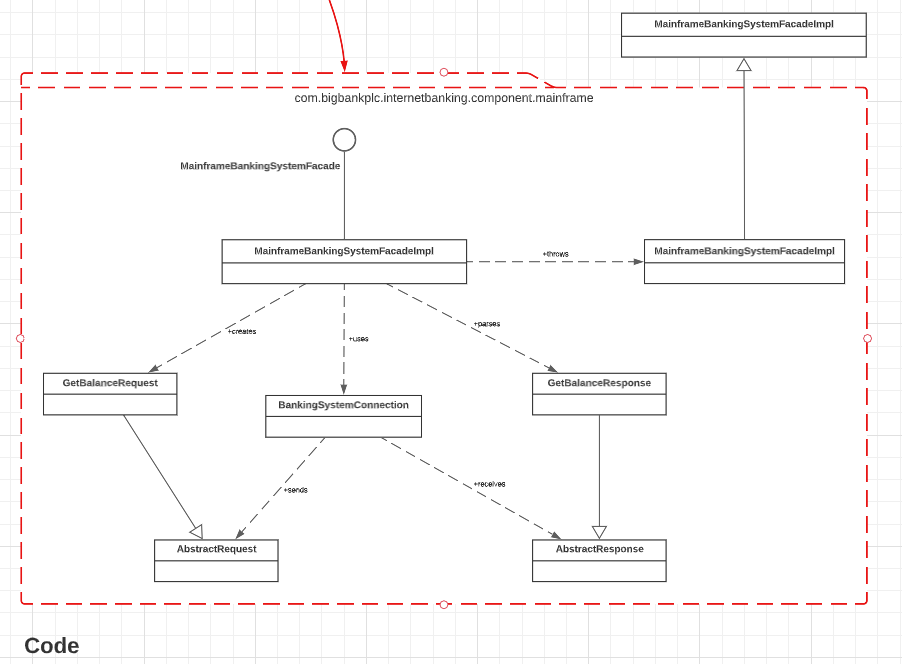 MainframeBankingSystemFacadeImpl
com.bigbankplc.internetbanking.component.mainframe
MainframeBankingSystemFacade
MainframeBankingSystemFacadeImpl
+throws
MainframeBankingSystemFacadeImpl
+creates
+uses
+parses
GetBalanceRequest
BankingSystemConnection
GetBalanceResponse
+sends
+receives
AbstractRequest
AbstractResponse
Code